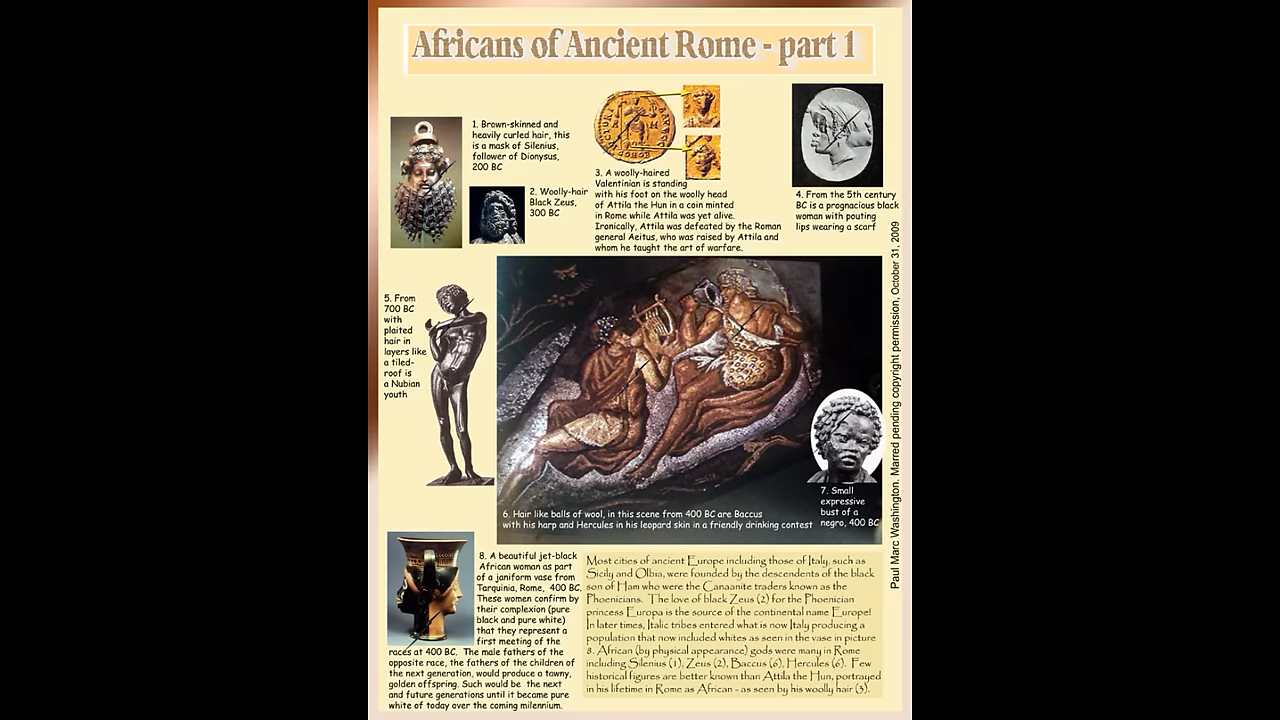 Africans of Ancient Rome - part 1
1. Brown-skinned and
heavily curled hair, this
is a mask of Silenius,
follower of Dionysus,
200 BC
2. Woolly-hair
Black Zeus,
300 BC
3. A woolly-haired
Valentinian is standing
with his foot on the woolly head
of Attila the Hun in a coin minted
in Rome while Attila was yet alive.
Ironically, Attila was defeated by the Roman
general Aeitus, who was raised by Attila and
whom he taught the art of warfare.
4. From the 5th century
BC is a prognacious black
woman with pouting
lips wearing a scarf
5. From
700 BC
with
plaited
hair in
layers like
a tiled-
roof is
a Nubian
youth
6. Hair like balls of wool, in this scene from 400 BC are Baccus
with his harp and Hercules in his leopard skin in a friendly drinking contest
7. Small
expressive
bust of a
negro, 400 BC
8. A beautiful jet-black
African woman as part
of a janiform vase from
Tarquinia, Rome, 400 BC.
These women confirm by
their complexion (pure
black and pure white)
that they represent a
first meeting of the
races at 400 BC. The male fathers of the
opposite race, the fathers of the children of
the next generation, would produce a tawny,
golden offspring. Such would be the next
and future generations until it became pure
white of today over the coming milennium.
Most cities of ancient Europe including those of Italy, such as
Sicily and Olbia, were founded by the descendents of the black
son of Ham who were the Canaanite traders known as the
Phoenicians. The love of black Zeus (2) for the Phoenician
princess Europa is the source of the continental name Europe!
In later times, Italic tribes entered what is now Italy producing a
population that now included whites as seen in the vase in picture
8. African (by physical appearance) gods were many in Rome
including Silenius (1), Zeus (2), Baccus (6), Hercules (6). Few
historical figures are better known than Attila the Hun, portrayed
in his lifetime in Rome as African - as seen by his woolly hair (3).
Paul Marc Washington. Marred pending copyright permission, October 31, 2009